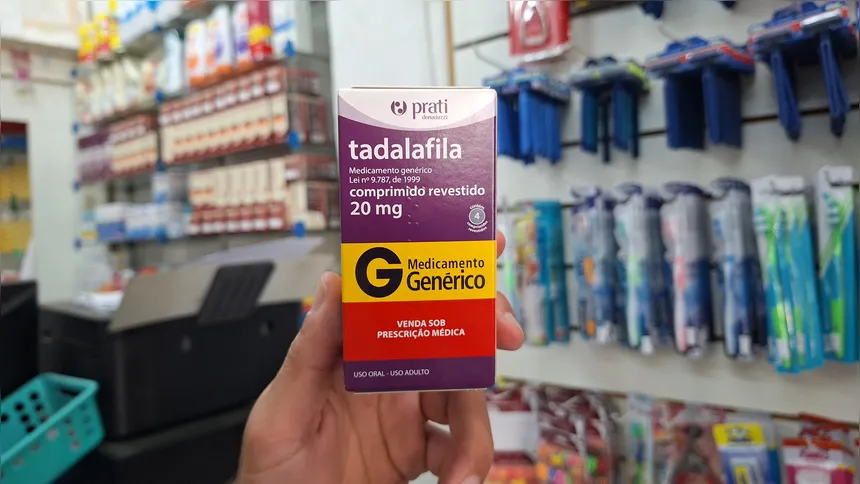 prati
donaduzzi
tadalafila
Medicamento genérico
Lei nº 9.787, de 1999
comprimido revestido
20 mg
4
G Medicamento
Genérico
VENDA SOB
PRESCRIÇÃO MÉDICA
USO ORAL - USO ADULTO